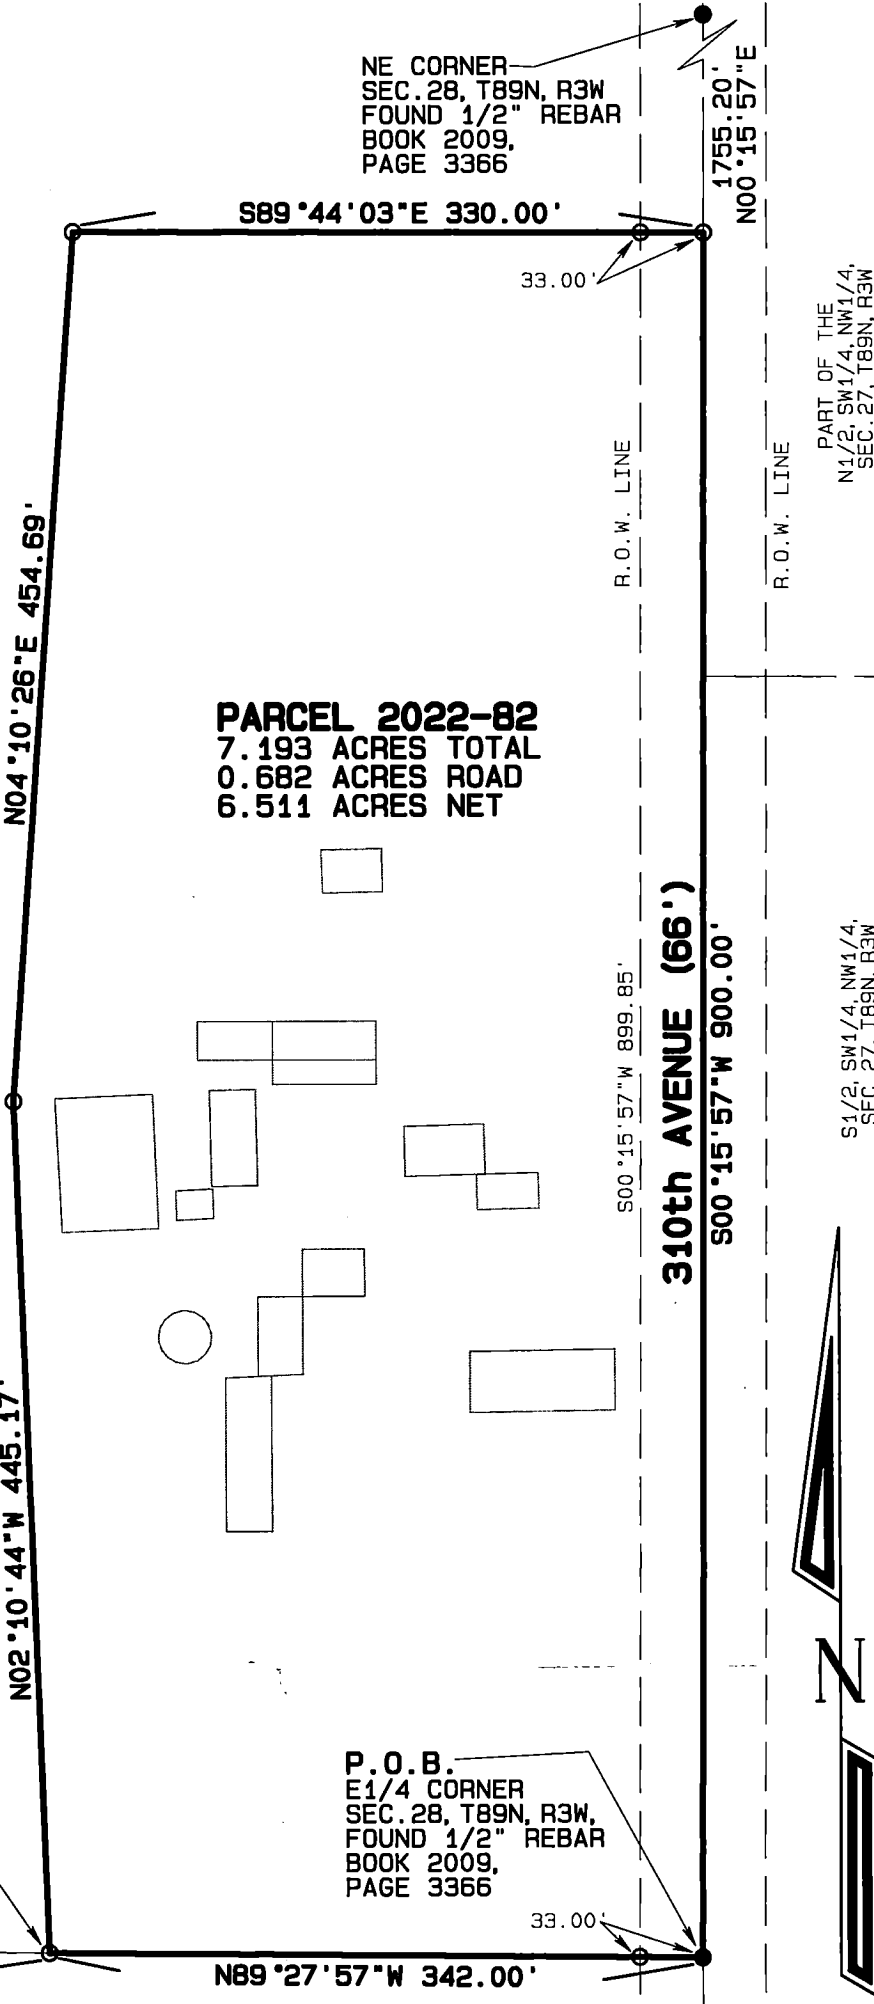 NE CORNER
SEC.28, T89N, R3W
FOUND 1/2" REBAR
BOOK 2009,
PAGE 3366
1755.20'
N00°15'57"E
S89°44'03"E 330.00'
33.00'
PART OF THE
N1/2, SW1/4, NW1/4,
SEC. 27, T89N, R3W
R.O.W. LINE
R.O.W. LINE
N04°10'26"E 454.69'
PARCEL 2022-82
7.193 ACRES TOTAL
0.682 ACRES ROAD
6.511 ACRES NET
S00°15'57"W 899.85'
310th AVENUE (66')
S00°15'57"W 900.00'
S1/2, SW1/4, NW1/4,
SEC. 27, T89N, R3W
N02°10'44"W 445.17'
N
P.O.B.
E1/4 CORNER
SEC.28, T89N, R3W,
FOUND 1/2" REBAR
BOOK 2009,
PAGE 3366
33.00'
N89°27'57"W 342.00'